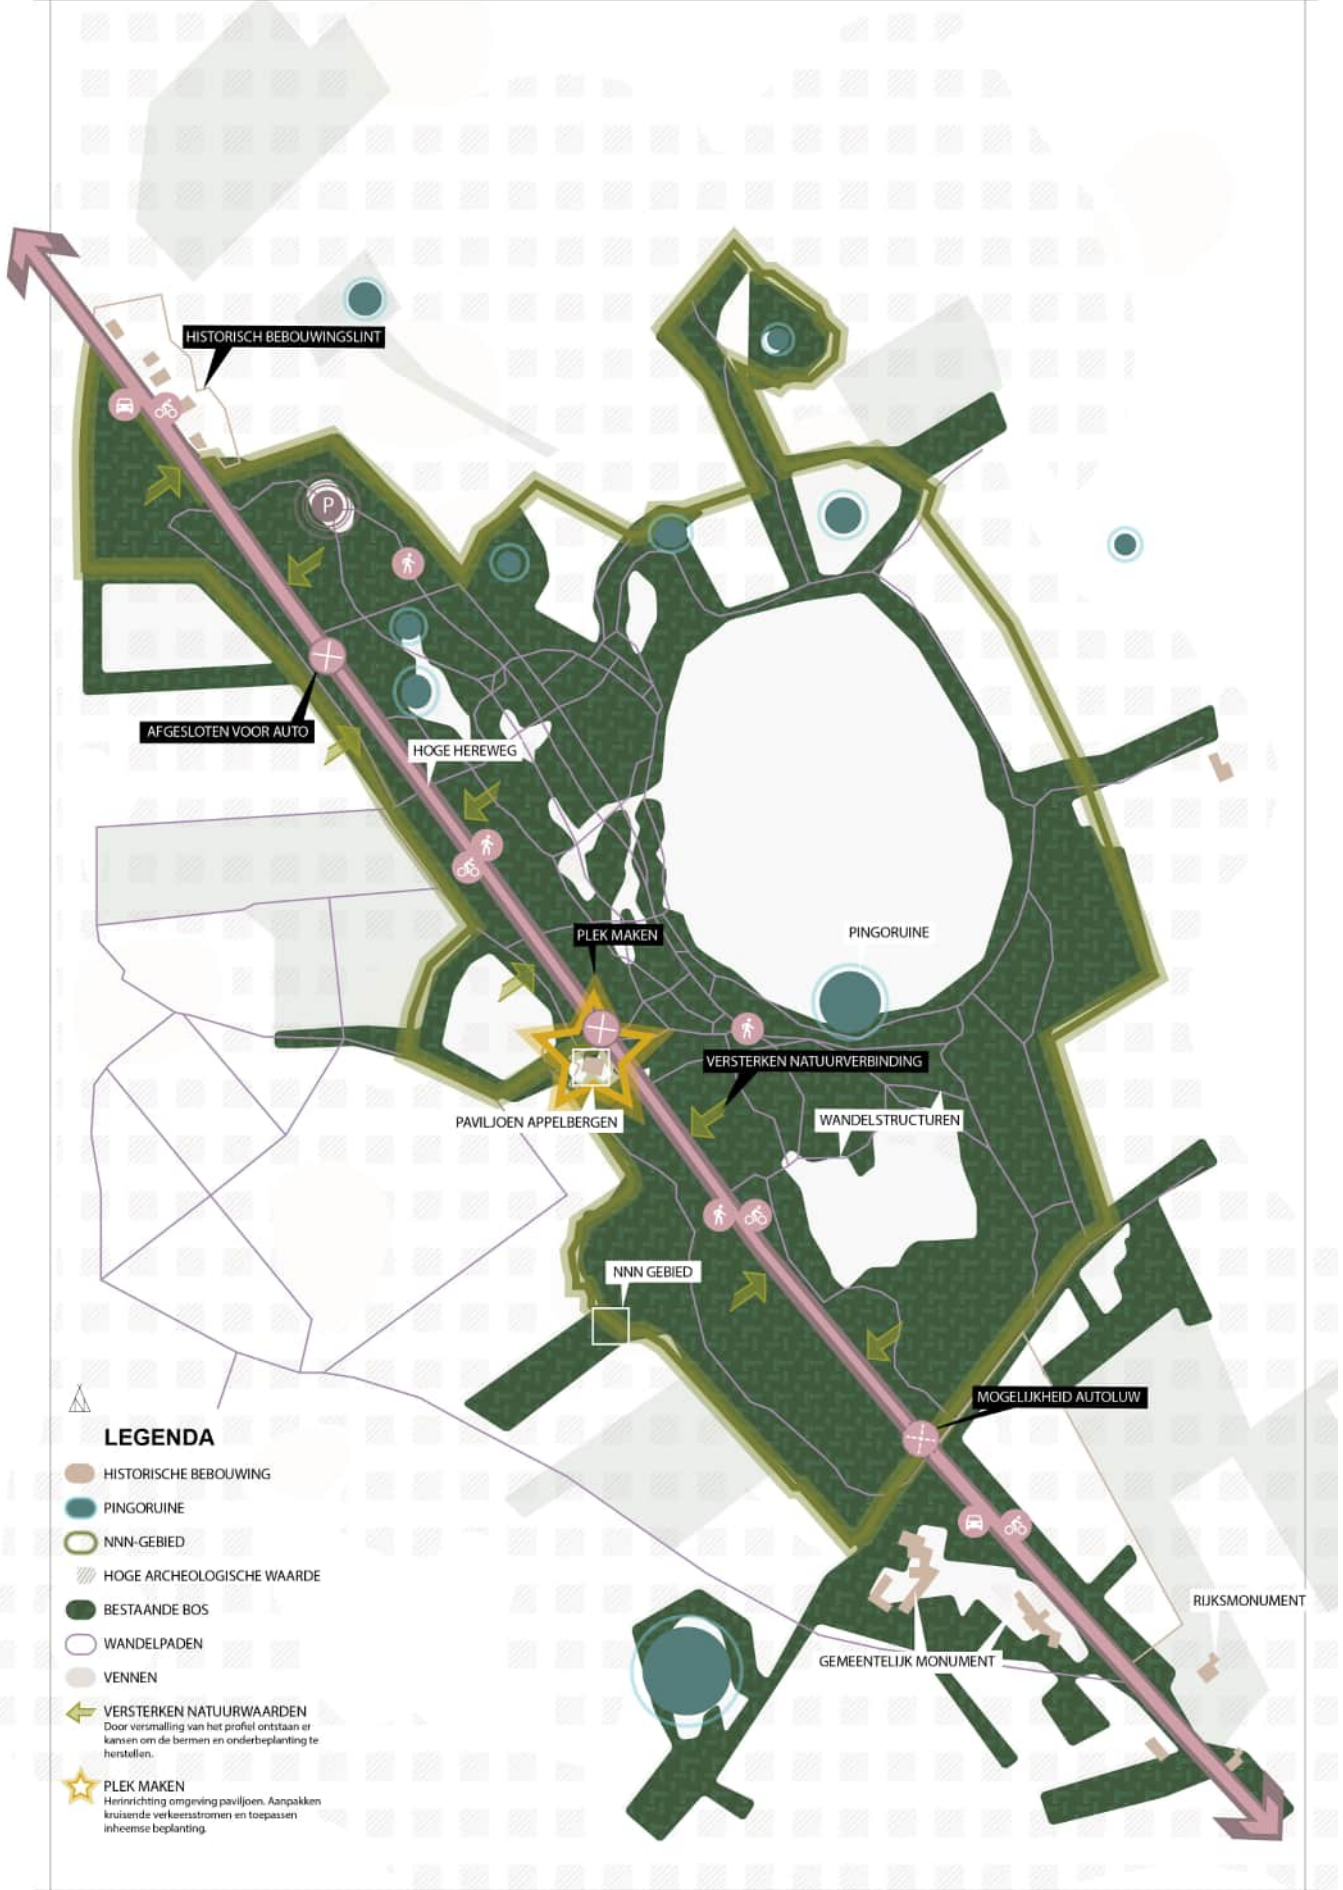 HISTORISCH BEBOUWINGSLINT
P
AFGESLOTEN VOOR AUTO
HOGE HEREWEG
PLEK MAKEN
PINGORUINE
VERSTERKEN NATUURVERBINDING
PAVILJOEN APPELBERGEN
WANDELSTRUCTUREN
NNN GEBIED
MOGELIJKHEID AUTOLUW
RIJKSMONUMENT
GEMEENTELIJK MONUMENT
LEGENDA
HISTORISCHE BEBOUWING
PINGORUINE
NNN-GEBIED
HOGE ARCHEOLOGISCHE WAARDE
BESTAANDE BOS
WANDELPADEN
VENNEN
VERSTERKEN NATUURWAARDEN
Door versmalling van het profiel ontstaan er
kansen om de bermen en onderbeplanting te
herstellen.
PLEK MAKEN
Herinrichting omgeving paviljoen. Aanpakken
kruisende verkeersstromen en toepassen
inheemse beplanting.